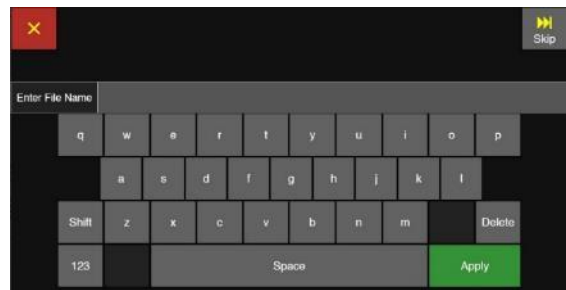 ×
Skip
Enter File Name
q w e r t y u i o p
a s d f g h j k l
Shift z x c v b n m Delete
123 Space Apply